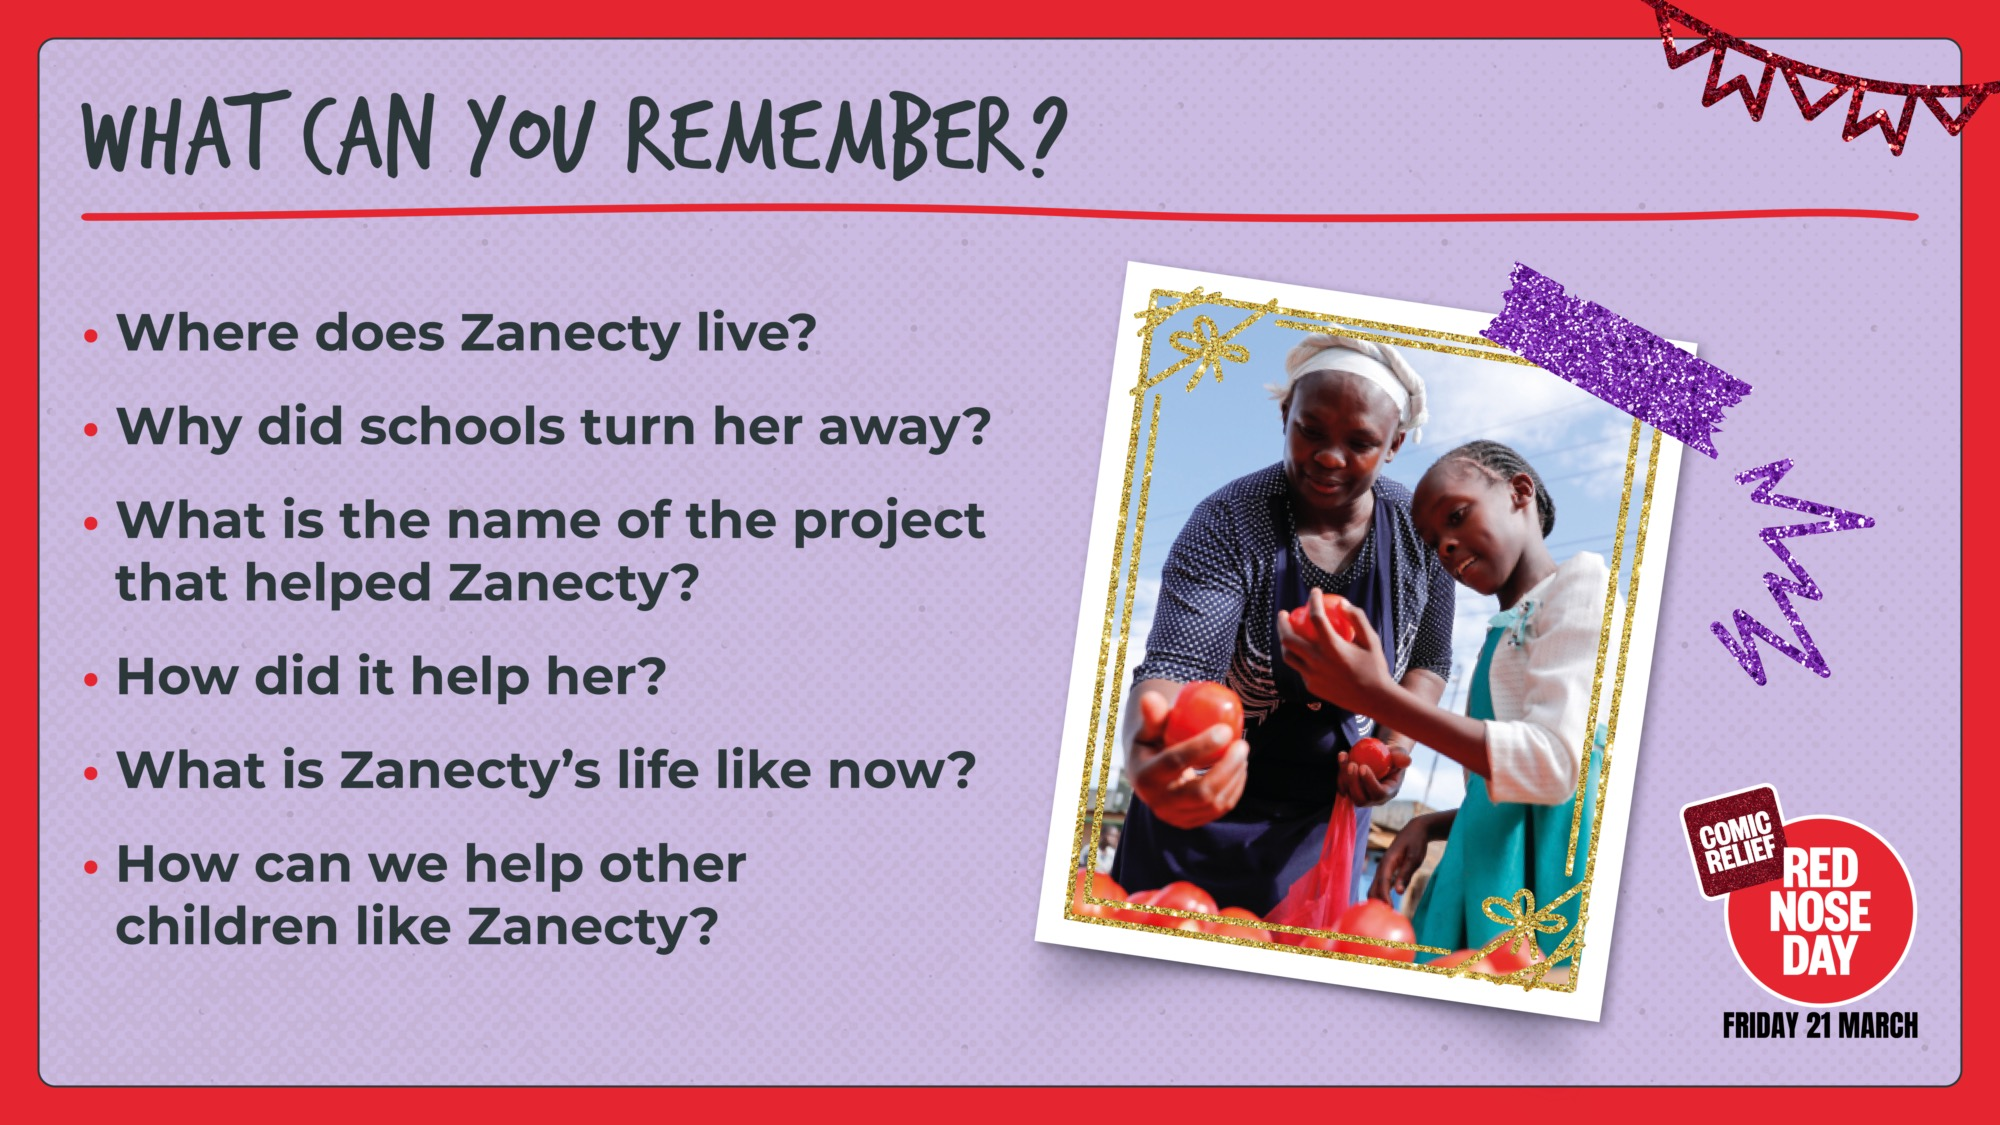 WHAT CAN YOU REMEMBER?
• Where does Zanecty live?
• Why did schools turn her away?
• What is the name of the project
that helped Zanecty?
• How did it help her?
• What is Zanecty’s life like now?
• How can we help other
children like Zanecty?
COMIC
RELIEF
RED
NOSE
DAY
FRIDAY 21 MARCH